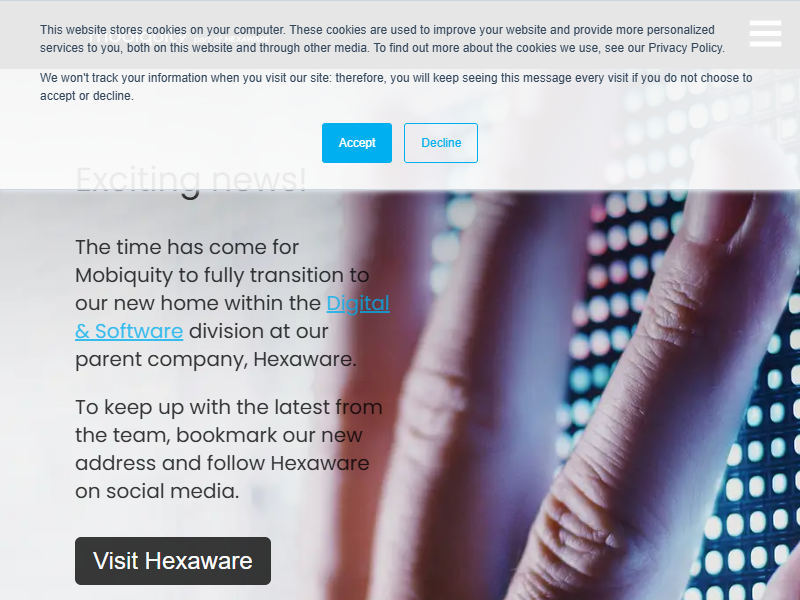 This website stores cookies on your computer. These cookies are used to improve your website and provide more personalized
services to you, both on this website and through other media. To find out more about the cookies we use, see our Privacy Policy.
We won't track your information when you visit our site: therefore, you will keep seeing this message every visit if you do not choose to
accept or decline.
Accept
Decline
Exciting news!
The time has come for
Mobiquity to fully transition to
our new home within the Digital
& Software division at our
parent company, Hexaware.
To keep up with the latest from
the team, bookmark our new
address and follow Hexaware
on social media.
Visit Hexaware